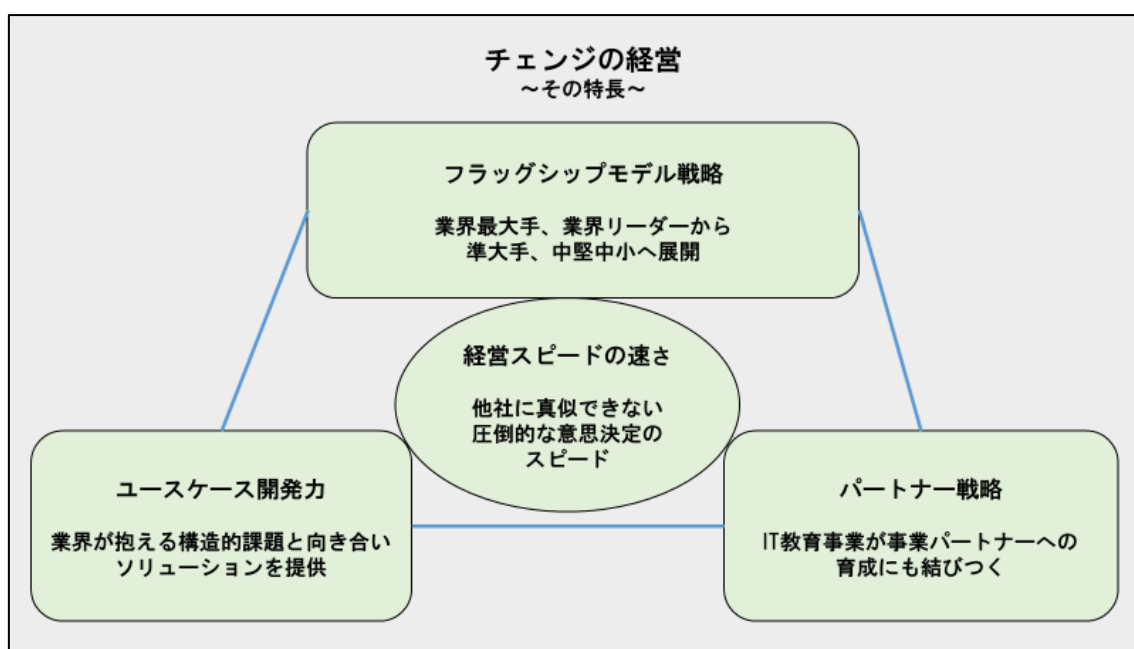 チェンジの経営
~その特長~
フラッグシップモデル戦略
業界最大手、業界リーダーから
準大手、中堅中小へ展開
経営スピードの速さ
他社に真似できない
圧倒的な意思決定の
スピード
ユースケース開発力
業界が抱える構造的課題と向き合い
ソリューションを提供
パートナー戦略
IT教育事業が事業パートナーへの
育成にも結びつく